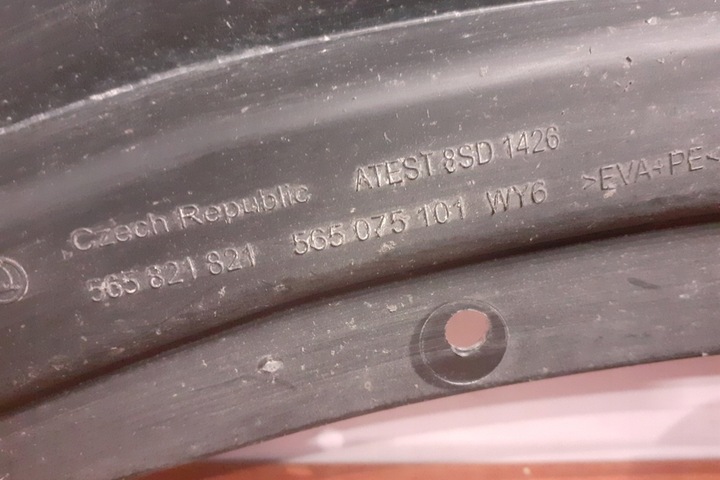 Czech Republic ATEST 8SD 1426
565 821 821 565 075 101 WY6 >EVA+PE<